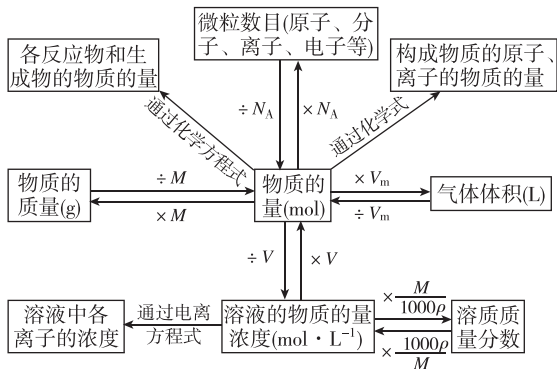 微粒数目(原子、分
子、离子、电子等)
各反应物和生
成物的物质的量
构成物质的原子、
离子的物质的量
通过化学方程式
÷N_A
×N_A
通过化学式
物质的
质量(g)
÷M
×M
物质的
量(mol)
×V_m
÷V_m
气体体积(L)
÷V
×V
溶液中各
离子的浓度
通过电离
方程式
溶液的物质的量
浓度(mol·L⁻¹)
×M/1000ρ
×1000ρ/M
溶质质
量分数